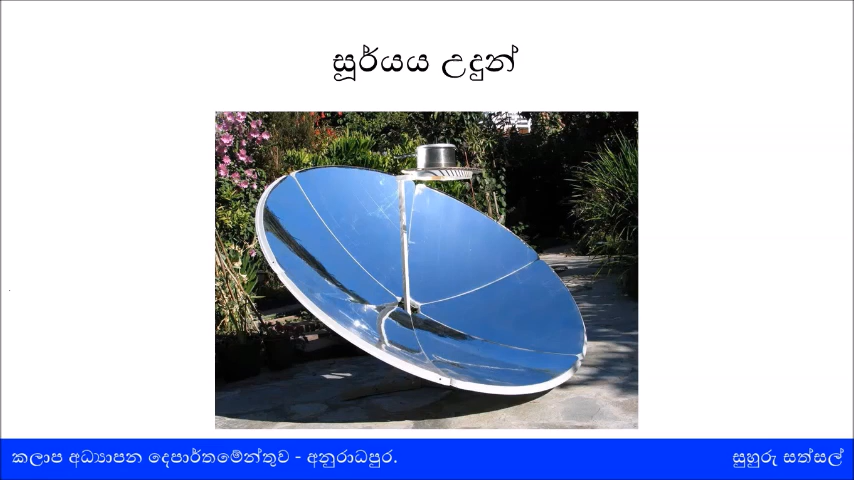 සූර්යය උදුන්
කලාප අධ්‍යාපන දෙපාර්තමේන්තුව - අනුරාධපුර.
සුහුරු සත්සල්